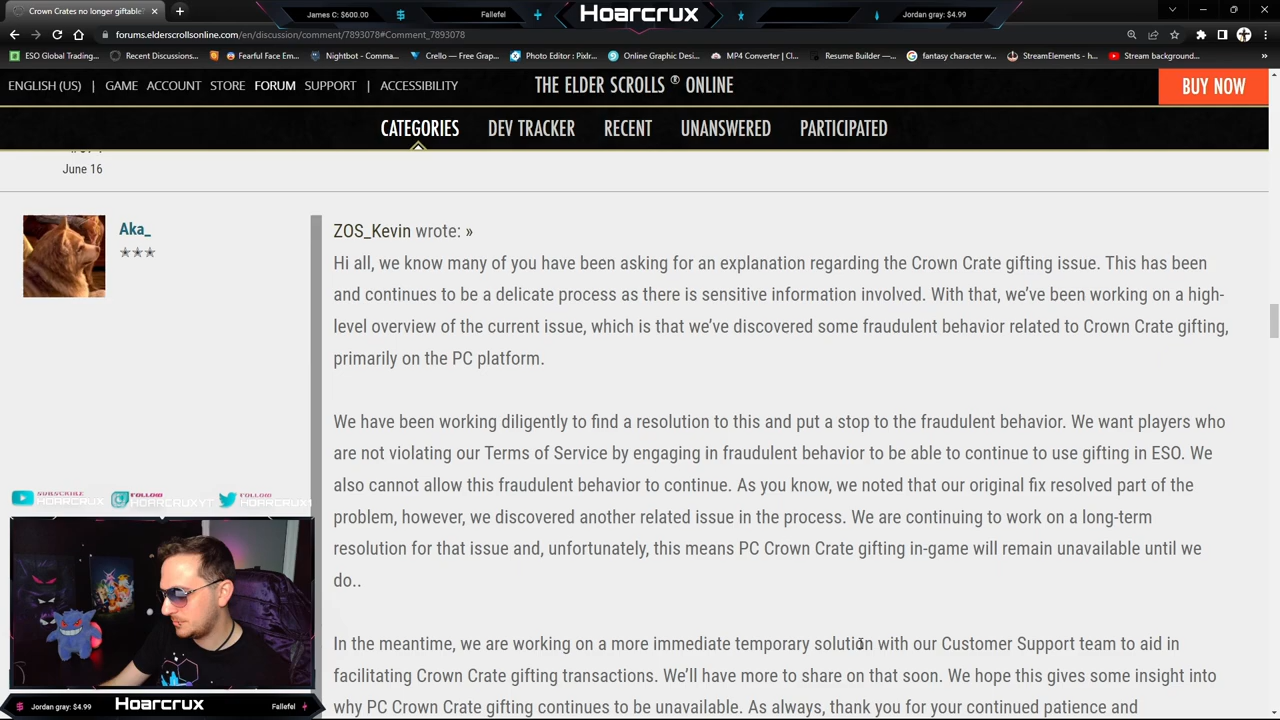 Crown Crates no longer giftable?
James C: $600.00
Fallefel
Hoarcrux
Jordan gray: $4.99
forums.elderscrollsonline.com/en/discussion/comment/7893078#Comment_7893078
ESO Global Trading...
Recent Discussions...
Fearful Face Em...
Nightbot - Comma...
Crello — Free Grap...
Photo Editor : Pixlr...
Online Graphic Desi...
MP4 Converter | Cl...
Resume Builder —...
fantasy character w...
StreamElements - h...
Stream background...
ENGLISH (US) | GAME ACCOUNT STORE FORUM SUPPORT | ACCESSIBILITY
THE ELDER SCROLLS ® ONLINE
BUY NOW
CATEGORIES DEV TRACKER RECENT UNANSWERED PARTICIPATED
June 16
Aka_
ZOS_Kevin wrote: »
Hi all, we know many of you have been asking for an explanation regarding the Crown Crate gifting issue. This has been
and continues to be a delicate process as there is sensitive information involved. With that, we've been working on a high-
level overview of the current issue, which is that we've discovered some fraudulent behavior related to Crown Crate gifting,
primarily on the PC platform.
We have been working diligently to find a resolution to this and put a stop to the fraudulent behavior. We want players who
are not violating our Terms of Service by engaging in fraudulent behavior to be able to continue to use gifting in ESO. We
also cannot allow this fraudulent behavior to continue. As you know, we noted that our original fix resolved part of the
problem, however, we discovered another related issue in the process. We are continuing to work on a long-term
resolution for that issue and, unfortunately, this means PC Crown Crate gifting in-game will remain unavailable until we
do..
In the meantime, we are working on a more immediate temporary solution with our Customer Support team to aid in
facilitating Crown Crate gifting transactions. We'll have more to share on that soon. We hope this gives some insight into
why PC Crown Crate gifting continues to be unavailable. As always, thank you for your continued patience and
SUBSCRIBE
HOARCRUX
FOLLOW
HOARCRUXYT
FOLLOW
HOARCRUX1
Jordan gray: $4.99
Hoarcrux
Fallefel